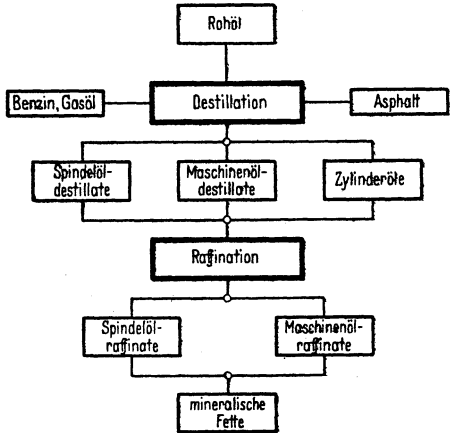 Rohöl
Benzin, Gasöl
Destillation
Asphalt
Spindelöl-
destillate
Maschinenöl-
destillate
Zylinderöle
Raffination
Spindelöl-
raffinate
Maschinenöl-
raffinate
mineralische
Fette